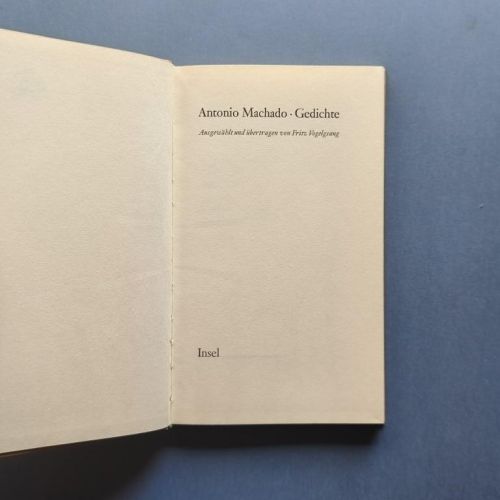 Antonio Machado · Gedichte
Ausgewählt und übertragen von Fritz Vogelgsang
Insel